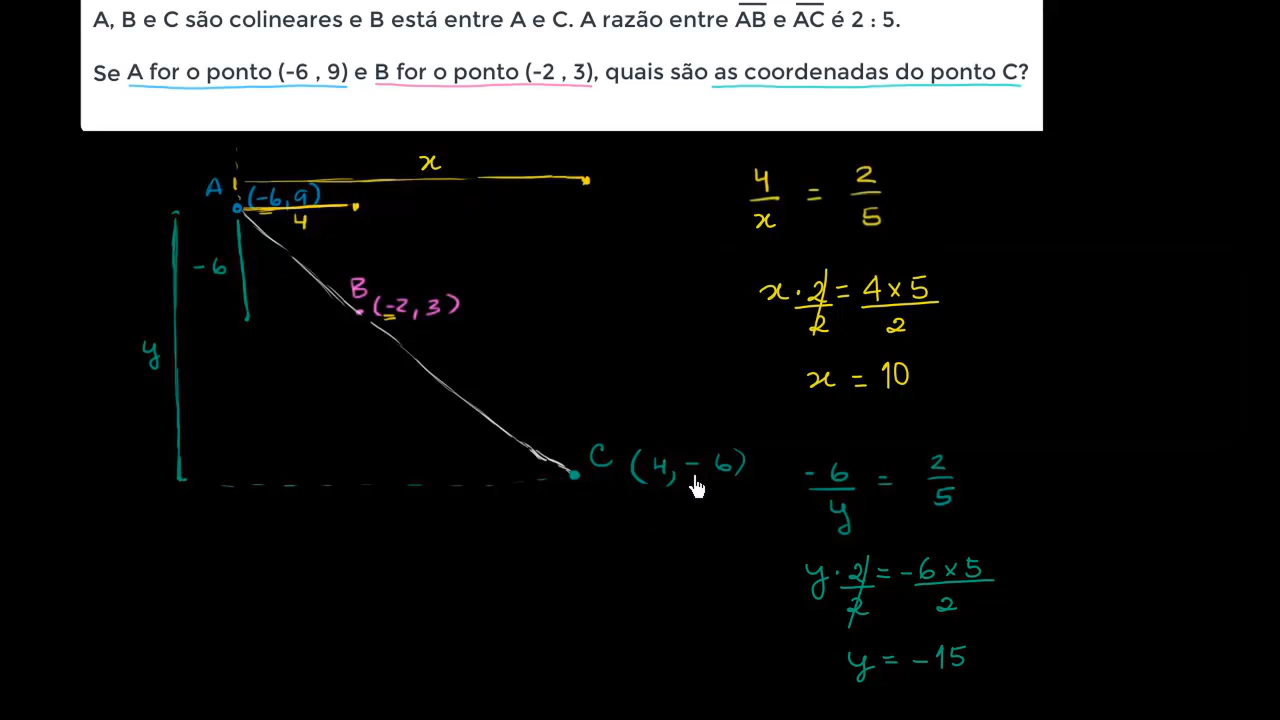 A, B e C são colineares e B está entre A e C. A razão entre AB e AC é 2 : 5.
Se A for o ponto (-6 , 9) e B for o ponto (-2 , 3), quais são as coordenadas do ponto C?
x
A (-6, 9)
4
-6
B (-2, 3)
y
C (4, -6)
4/x = 2/5
x · 2/2 = 4 × 5/2
x = 10
-6/y = 2/5
y · 2/2 = -6 × 5/2
y = -15